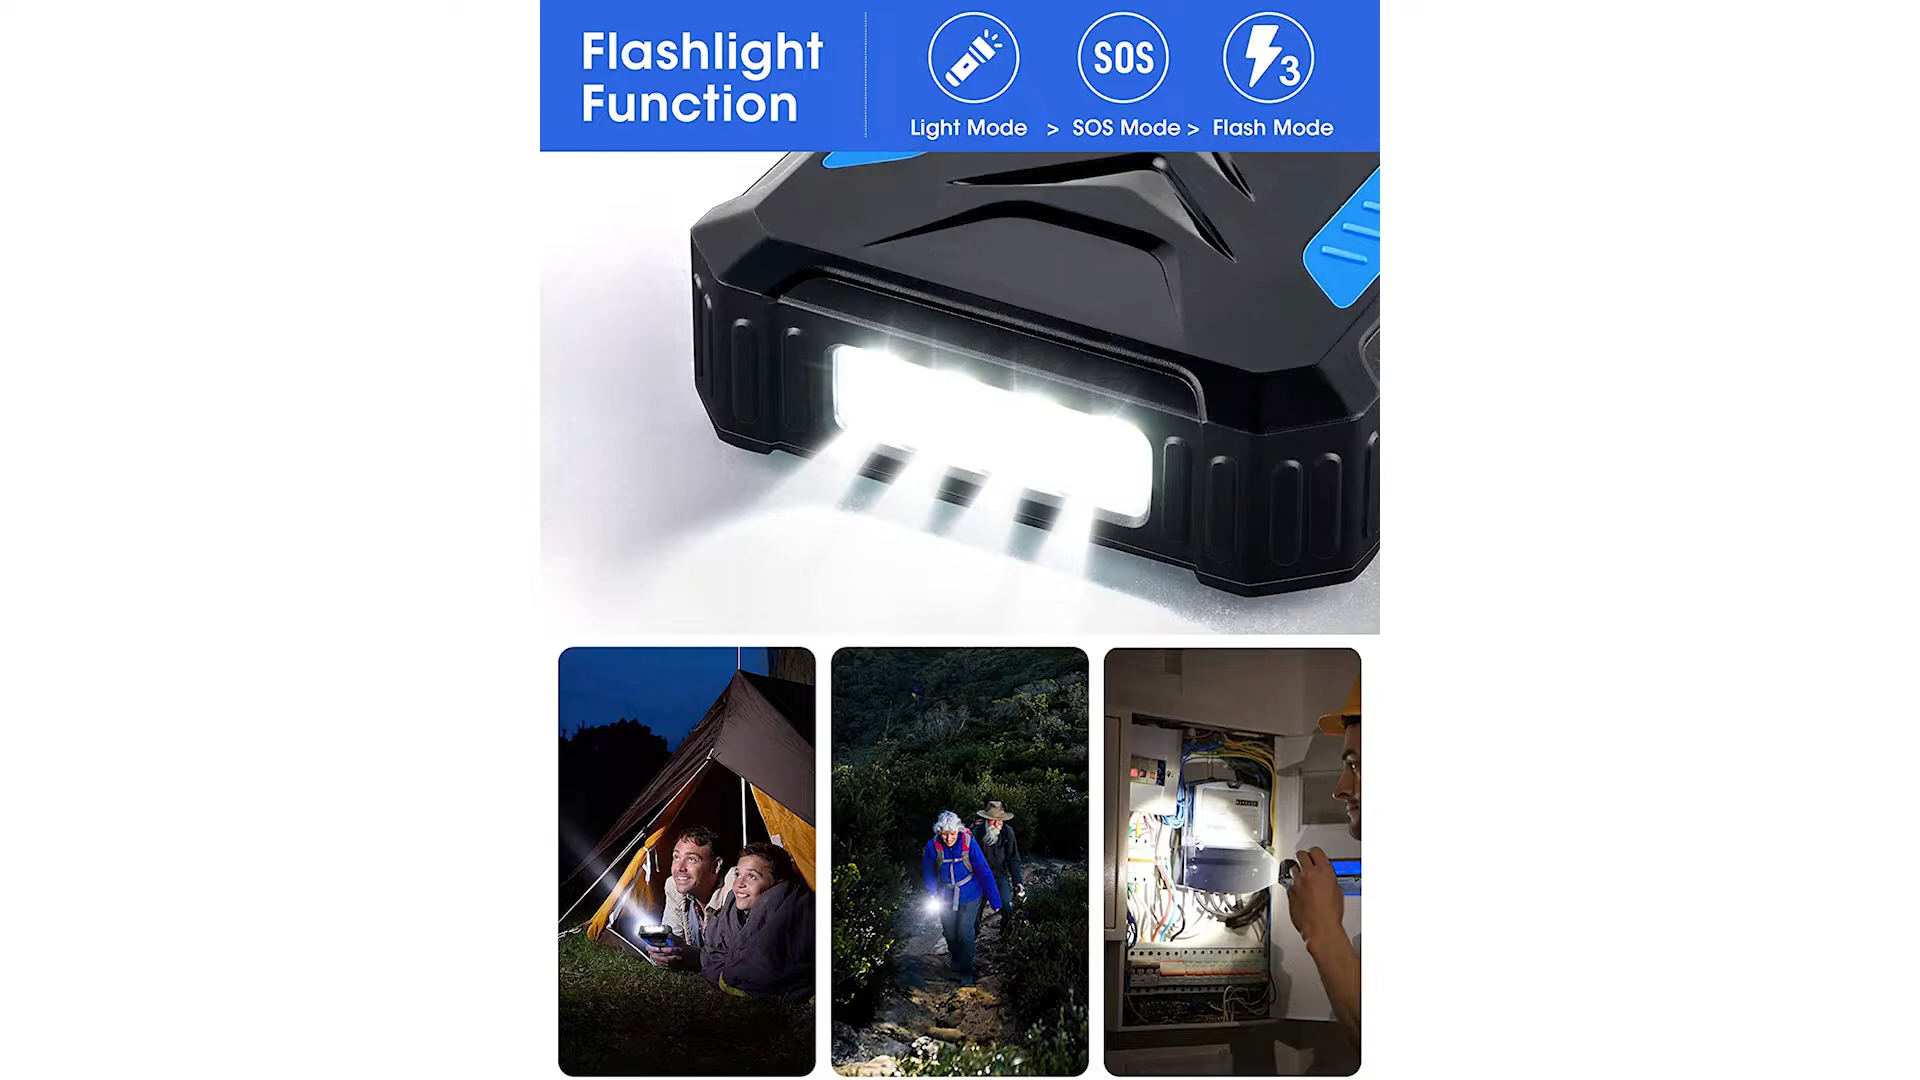 Flashlight
Function
SOS
3
Light Mode > SOS Mode > Flash Mode